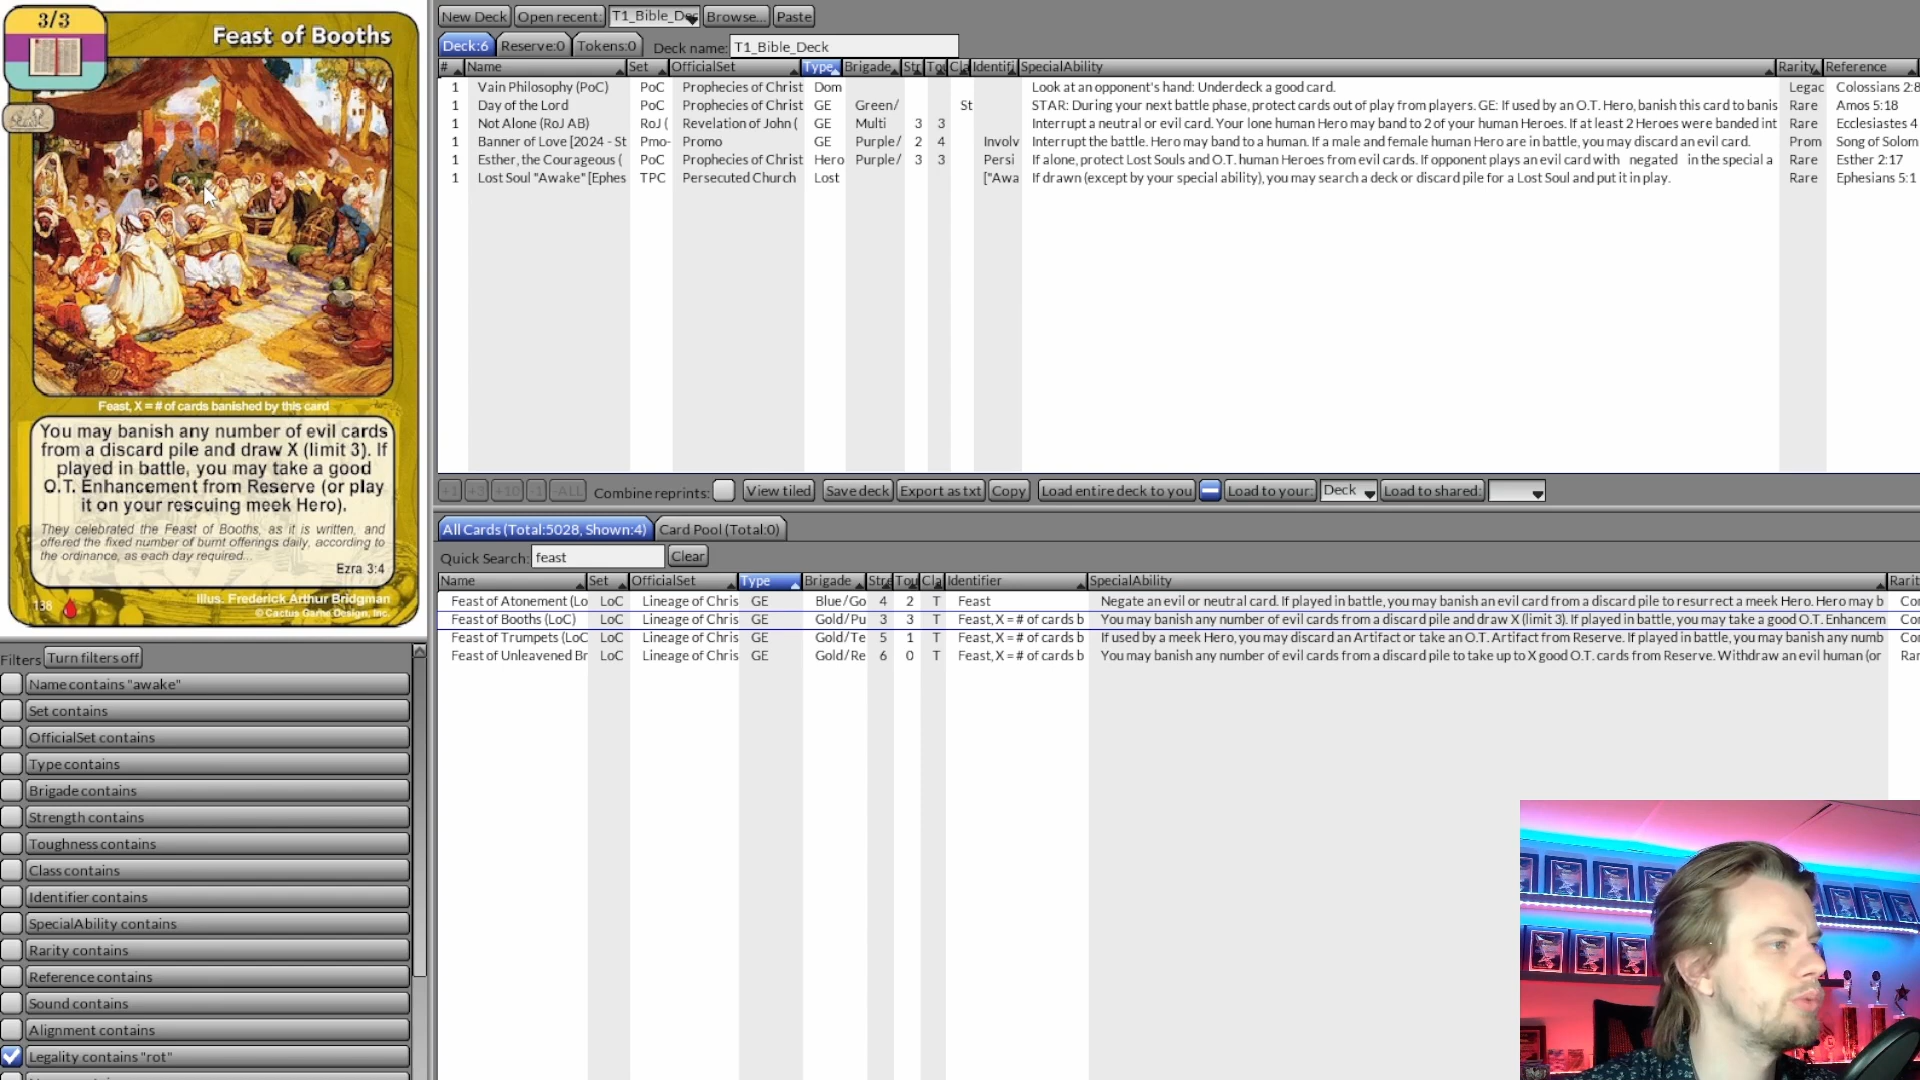 3/3
Feast of Booths
Feast, X = # of cards banished by this card
You may banish any number of evil cards
from a discard pile and draw X (limit 3). If
played in battle, you may take a good
O.T. Enhancement from Reserve (or play
it on your rescuing meek Hero).
They celebrated the Feast of Booths, as it is written, and
offered the fixed number of burnt offerings daily, according to
the ordinance, as each day required...
Ezra 3:4
138
Illus. Frederick Arthur Bridgman
© Cactus Game Design, Inc.
New Deck Open recent: T1_Bible_Dec Browse... Paste
Deck:6 Reserve:0 Tokens:0 Deck name: T1_Bible_Deck
# Name Set OfficialSet Type Brigade Str Identifi SpecialAbility Rarity Reference
1 Vain Philosophy (PoC) PoC Prophecies of Christ Dom Look at an opponent's hand: Underdeck a good card. Legac Colossians 2:8
1 Day of the Lord PoC Prophecies of Christ GE Green/ St STAR: During your next battle phase, protect cards out of play from players. GE: If used by an O.T. Hero, banish this card to banis Rare Amos 5:18
1 Not Alone (RoJ AB) RoJ ( Revelation of John ( GE Multi 3 3 Interrupt a neutral or evil card. Your lone human Hero may band to 2 of your human Heroes. If at least 2 Heroes were banded int Rare Ecclesiastes 4
1 Banner of Love [2024 - St Pmo- Promo GE Purple/ 2 4 Involv Interrupt the battle. Hero may band to a human. If a male and female human Hero are in battle, you may discard an evil card. Prom Song of Solom
1 Esther, the Courageous ( PoC Prophecies of Christ Hero Purple/ 3 3 Persi If alone, protect Lost Souls and O.T. human Heroes from evil cards. If opponent plays an evil card with negated in the special a Rare Esther 2:17
1 Lost Soul "Awake" [Ephes TPC Persecuted Church Lost ["Awa If drawn (except by your special ability), you may search a deck or discard pile for a Lost Soul and put it in play. Rare Ephesians 5:1
+1 +3 +10 -1 -ALL Combine reprints: View tiled Save deck Export as txt Copy Load entire deck to you Load to your: Deck Load to shared:
All Cards (Total:5028, Shown:4) Card Pool (Total:0)
Quick Search: feast Clear
Name Set OfficialSet Type Brigade Stre Tou Cla Identifier SpecialAbility Rarit
Feast of Atonement (Lo LoC Lineage of Chris GE Blue/Go 4 2 T Feast Negate an evil or neutral card. If played in battle, you may banish an evil card from a discard pile to resurrect a meek Hero. Hero may b Cor
Feast of Booths (LoC) LoC Lineage of Chris GE Gold/Pu 3 3 T Feast, X = # of cards b You may banish any number of evil cards from a discard pile and draw X (limit 3). If played in battle, you may take a good O.T. Enhancem Cor
Feast of Trumpets (LoC LoC Lineage of Chris GE Gold/Te 5 1 T Feast, X = # of cards b If used by a meek Hero, you may discard an Artifact or take an O.T. Artifact from Reserve. If played in battle, you may banish any numb Cor
Feast of Unleavened Br LoC Lineage of Chris GE Gold/Re 6 0 T Feast, X = # of cards b You may banish any number of evil cards from a discard pile to take up to X good O.T. cards from Reserve. Withdraw an evil human (or Rar
Filters Turn filters off
Name contains "awake"
Set contains
OfficialSet contains
Type contains
Brigade contains
Strength contains
Toughness contains
Class contains
Identifier contains
SpecialAbility contains
Rarity contains
Reference contains
Sound contains
Alignment contains
Legality contains "rot"